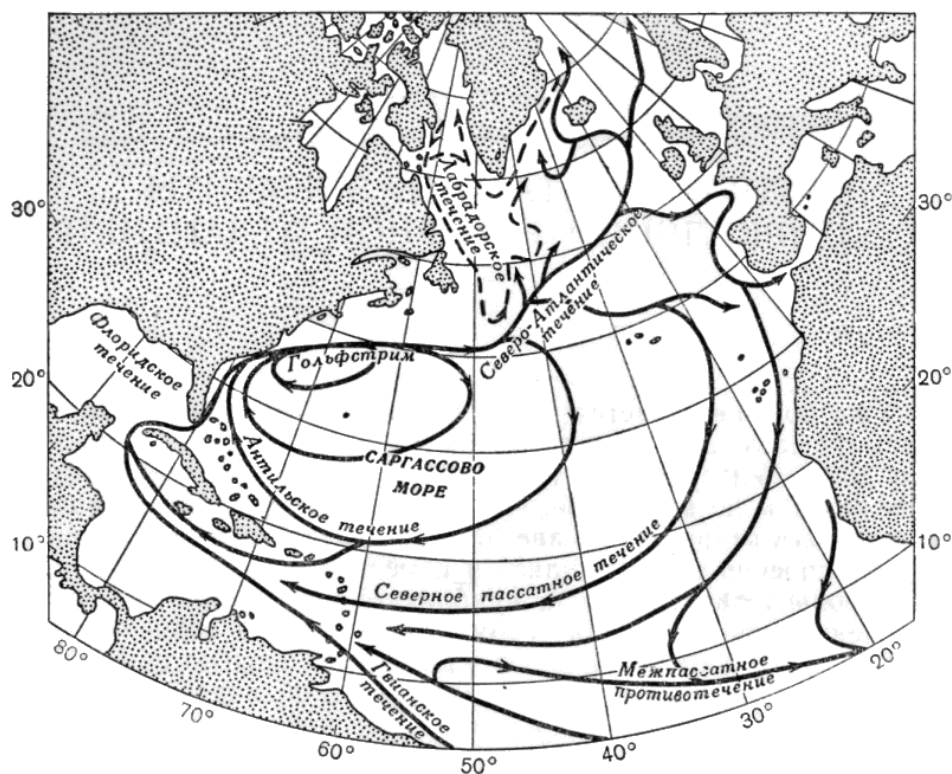 Лабрадорское
течение
30°
30°
Северо-Атлантическое
течение
Флоридское
течение
Гольфстрим
20°
20°
САРГАССОВО
МОРЕ
Антильское течение
10°
10°
Северное пассатное течение
Межпассатное
противотечение
Гвианское
течение
80°
70°
60°
50°
40°
30°
20°